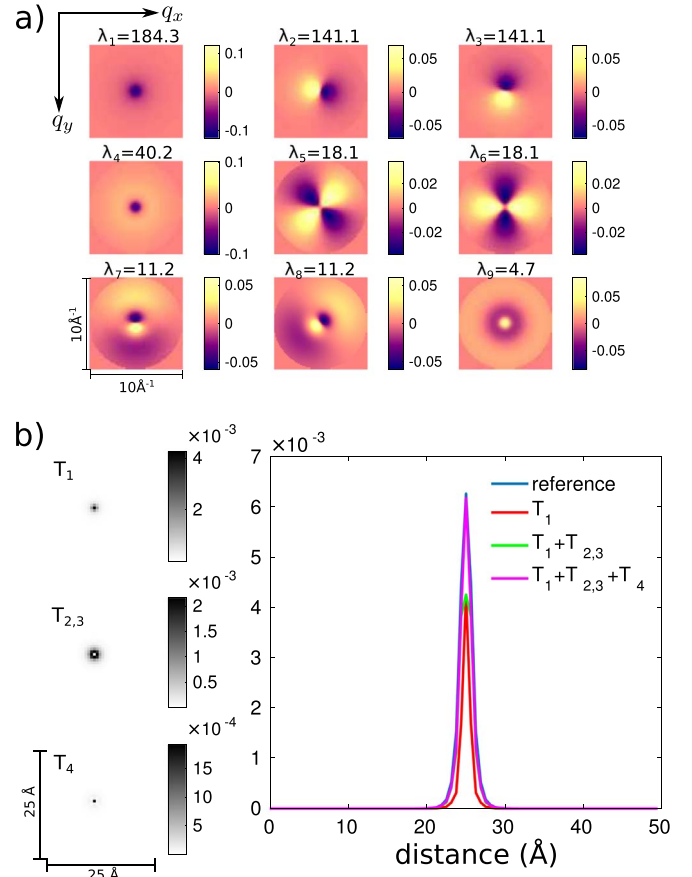 a)
qx
qy
λ1=184.3
λ2=141.1
λ3=141.1
0.1
0
-0.1
0.05
0
-0.05
0.05
0
-0.05
λ4=40.2
λ5=18.1
λ6=18.1
0.1
0
-0.1
0.02
0
-0.02
0.02
0
-0.02
λ7=11.2
λ8=11.2
λ9=4.7
0.05
0
-0.05
0.05
0
-0.05
0.05
0
-0.05
10Å-1
10Å-1
b)
T1
×10-3
4
2
T2,3
×10-3
2
1.5
1
0.5
T4
×10-4
15
10
5
25 Å
25 Å
×10-3
7
6
5
4
3
2
1
0
0 10 20 30 40 50
distance (Å)
reference
T1
T1+T2,3
T1+T2,3+T4